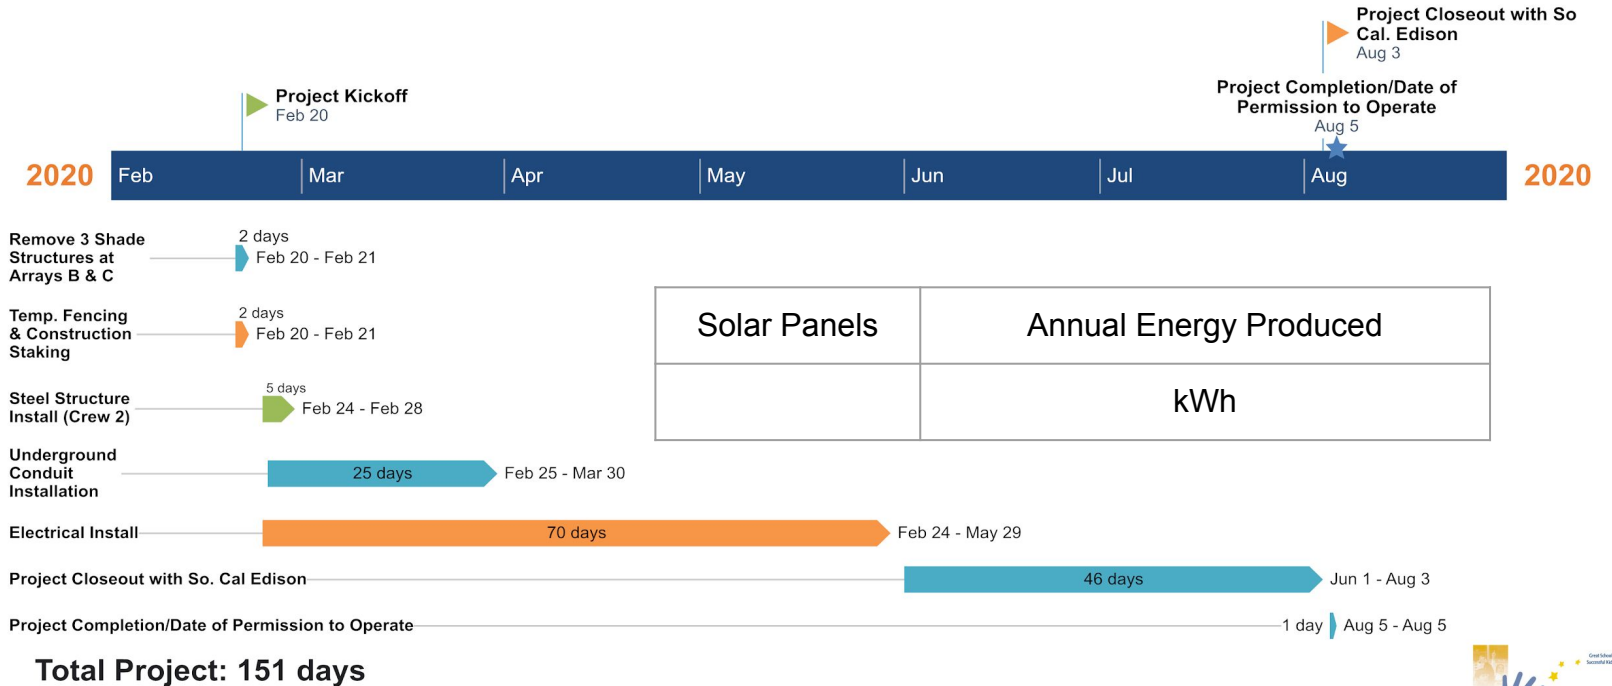 Project Closeout with So
Cal. Edison
Aug 3
Project Kickoff
Feb 20
Project Completion/Date of
Permission to Operate
Aug 5
2020 Feb Mar Apr May Jun Jul Aug 2020
Remove 3 Shade
Structures at
Arrays B & C
2 days
Feb 20 - Feb 21
Temp. Fencing
& Construction
Staking
2 days
Feb 20 - Feb 21
Solar Panels Annual Energy Produced
kWh
Steel Structure
Install (Crew 2)
5 days
Feb 24 - Feb 28
Underground
Conduit
Installation
25 days Feb 25 - Mar 30
Electrical Install 70 days Feb 24 - May 29
Project Closeout with So. Cal Edison 46 days Jun 1 - Aug 3
Project Completion/Date of Permission to Operate 1 day Aug 5 - Aug 5
Total Project: 151 days